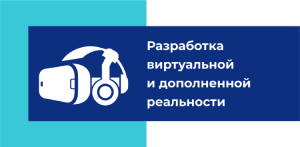 Разработка
виртуальной
и дополненной
реальности